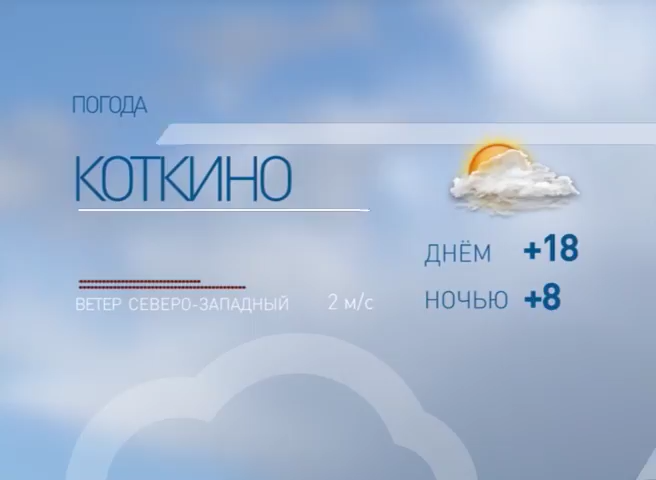 ПОГОДА
КОТКИНО
ДНЁМ +18
НОЧЬЮ +8
ВЕТЕР СЕВЕРО-ЗАПАДНЫЙ 2 м/с